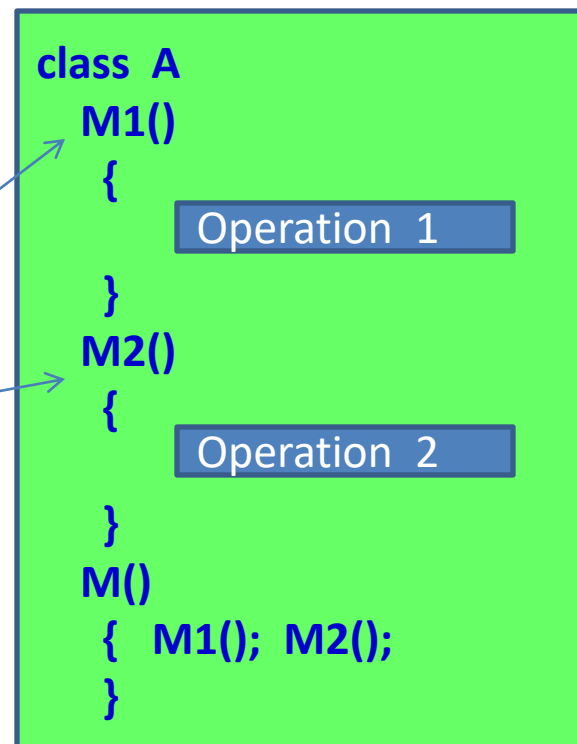 class A
M1()
{
Operation 1
}
M2()
{
Operation 2
}
M()
{ M1(); M2();
}